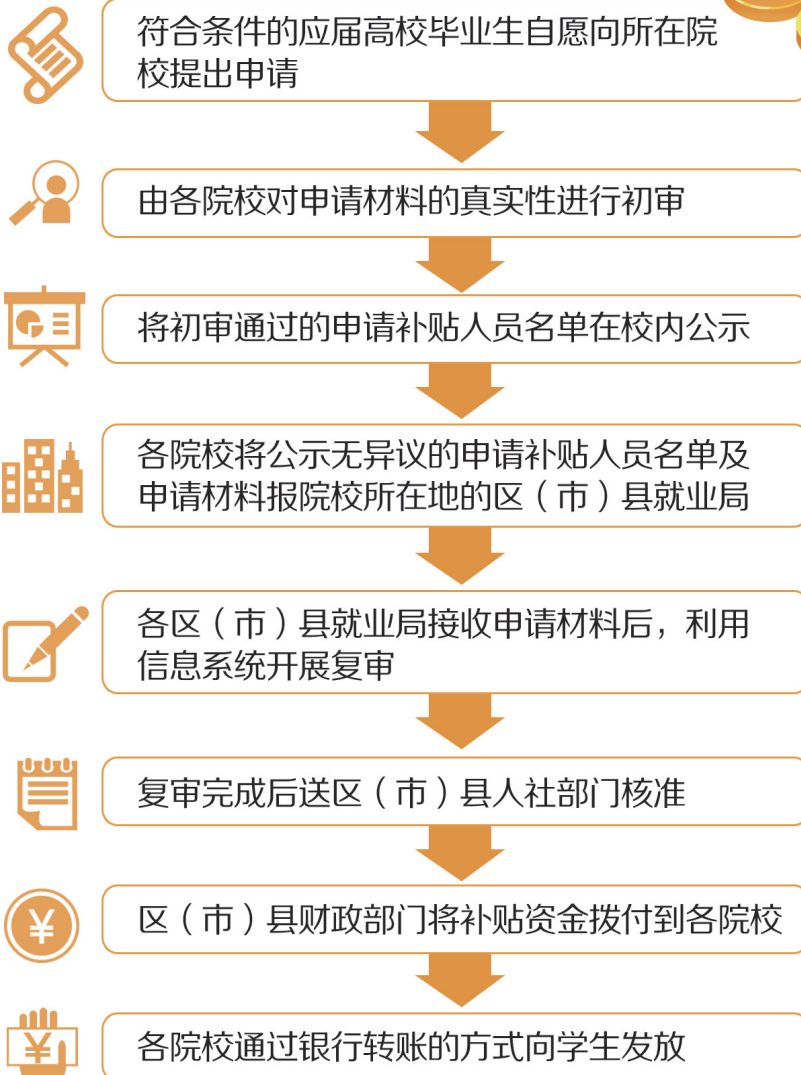 符合条件的应届高校毕业生自愿向所在院
校提出申请
由各院校对申请材料的真实性进行初审
将初审通过的申请补贴人员名单在校内公示
各院校将公示无异议的申请补贴人员名单及
申请材料报院校所在地的区（市）县就业局
各区（市）县就业局接收申请材料后，利用
信息系统开展复审
复审完成后送区（市）县人社部门核准
¥
区（市）县财政部门将补贴资金拨付到各院校
¥
各院校通过银行转账的方式向学生发放